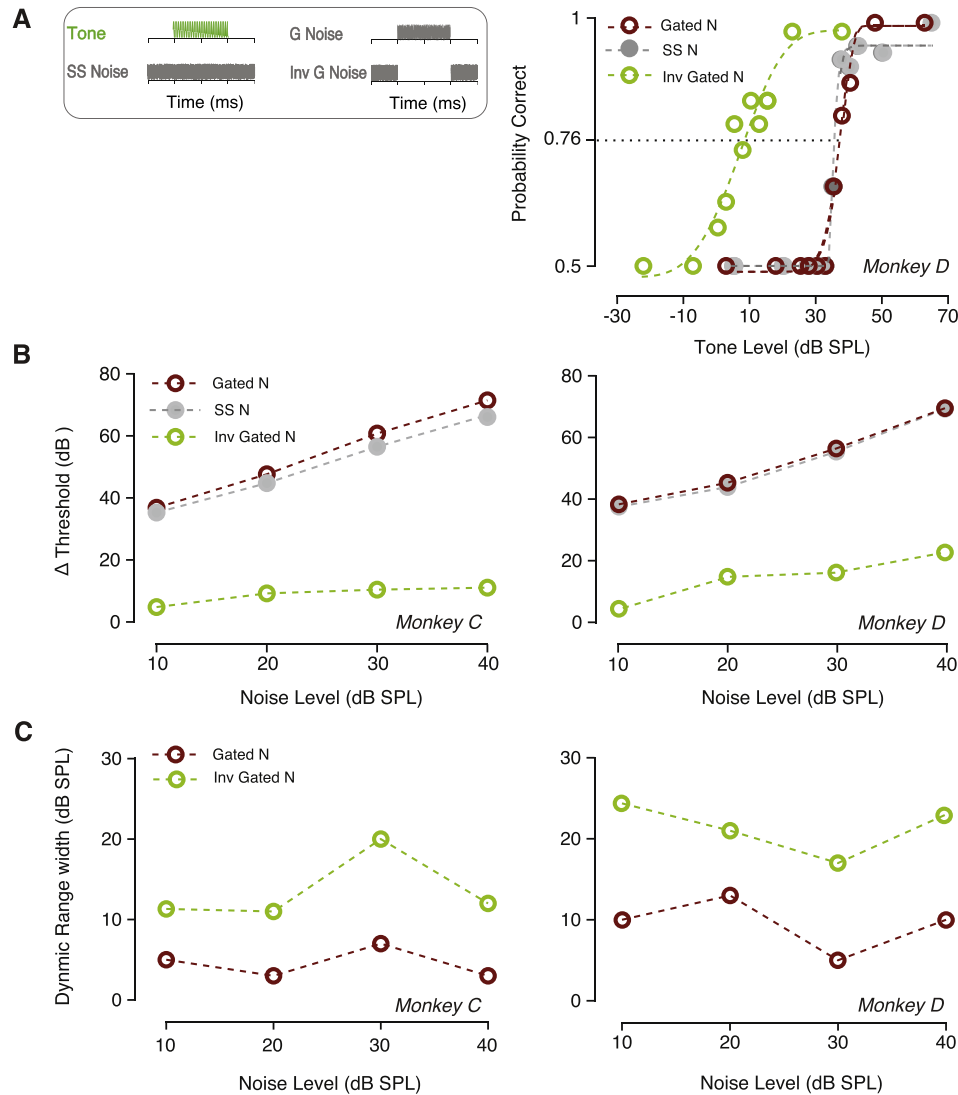 A
Tone
G Noise
SS Noise
Inv G Noise
Time (ms)
Time (ms)
Gated N
SS N
Inv Gated N
Probability Correct
1
0.76
0.5
Monkey D
-30
-10
10
30
50
70
Tone Level (dB SPL)
B
Gated N
SS N
Inv Gated N
Δ Threshold (dB )
80
60
40
20
0
Monkey C
10
20
30
40
Noise Level (dB SPL)
80
60
40
20
0
Monkey D
10
20
30
40
Noise Level (dB SPL)
C
Gated N
Inv Gated N
Dynmic Range width (dB SPL)
30
20
10
0
Monkey C
10
20
30
40
Noise Level (dB SPL)
30
20
10
0
Monkey D
10
20
30
40
Noise Level (dB SPL)